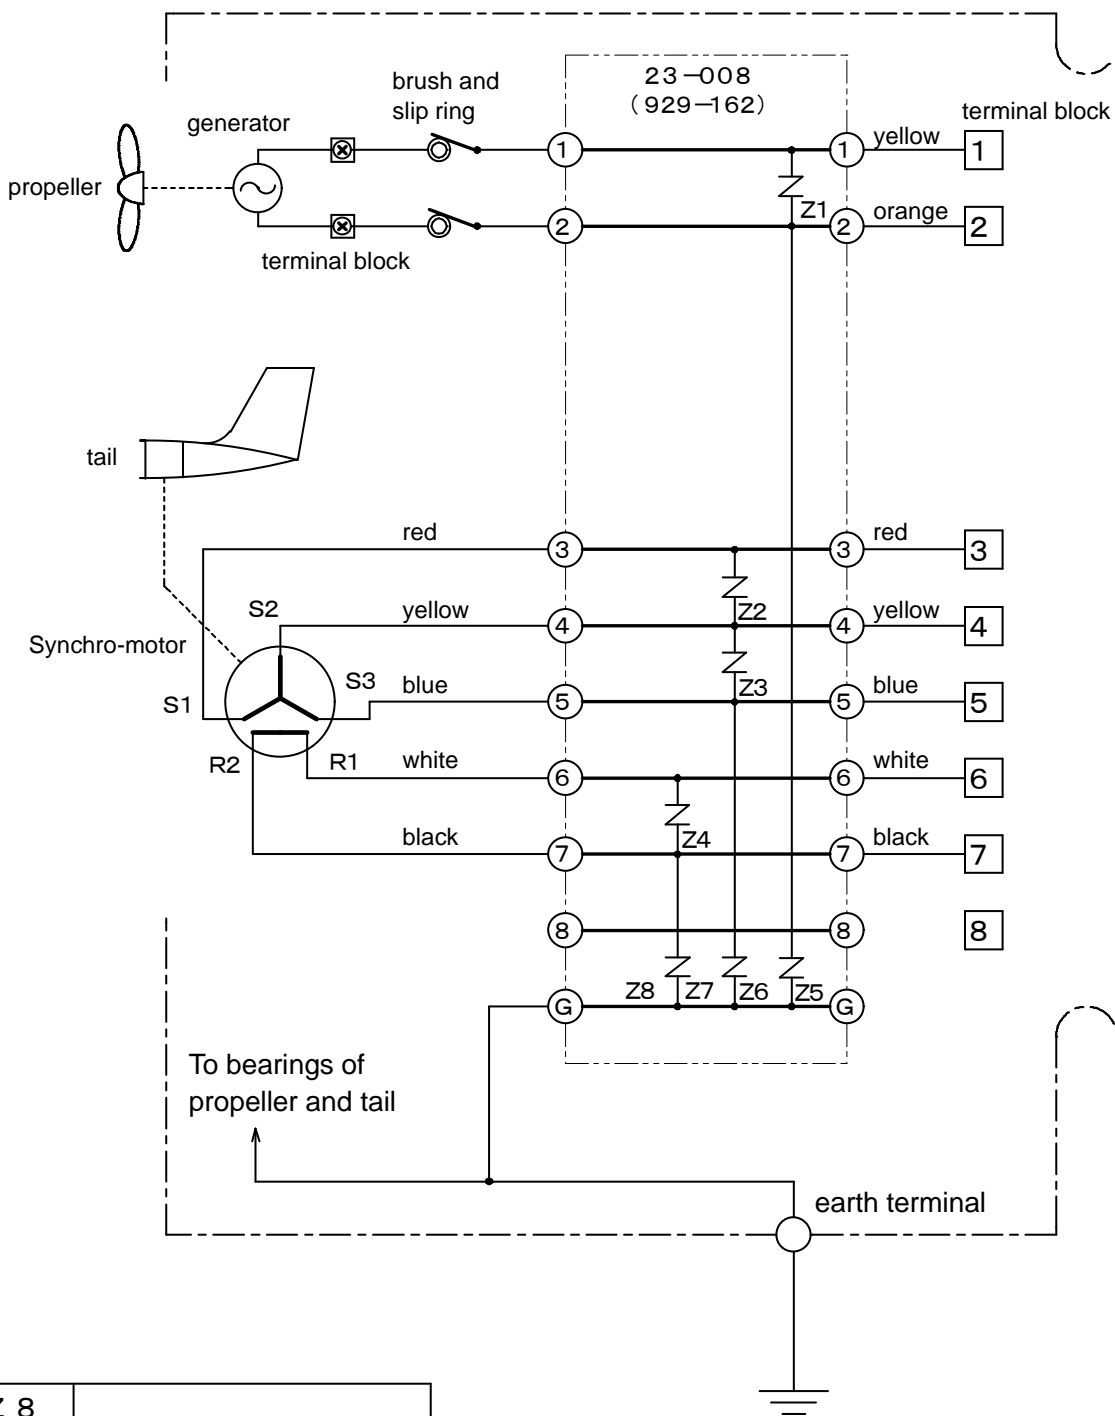 23-008
(929-162)
brush and
slip ring
generator
terminal block
propeller
1
1
yellow
1
Z1
2
2
orange
2
terminal block
tail
red
3
3
red
3
S2
yellow
Z2
4
4
yellow
4
Synchro-motor
S3
blue
Z3
5
5
blue
5
S1
R2
R1
white
6
6
white
6
black
Z4
7
7
black
7
8
8
8
Z8
Z7
Z6
Z5
G
G
To bearings of
propeller and tail
earth terminal